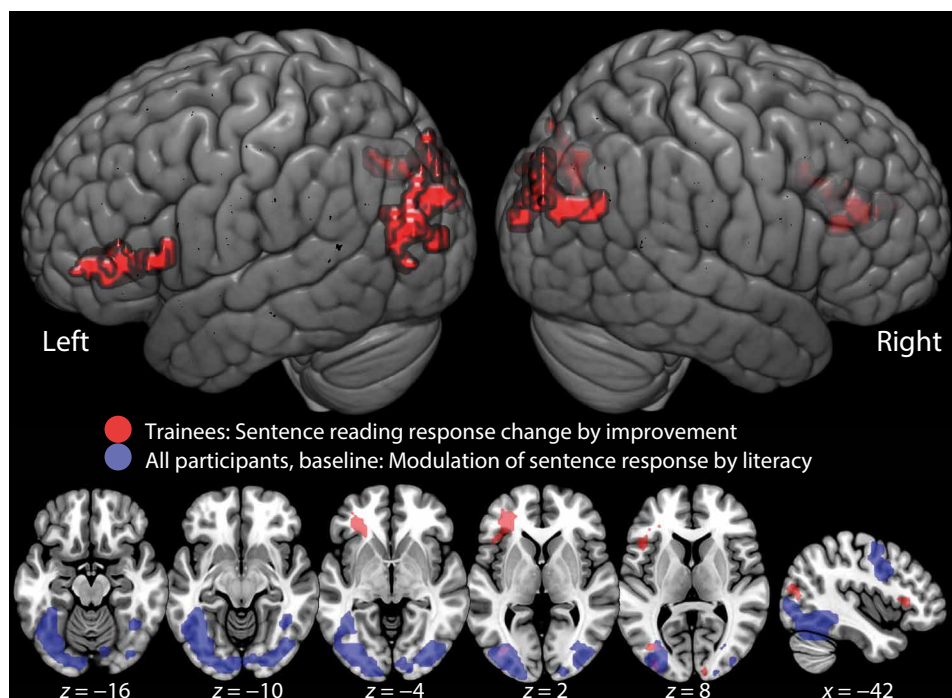 Left
Right
Trainees: Sentence reading response change by improvement
All participants, baseline: Modulation of sentence response by literacy
z = −16
z = −10
z = −4
z = 2
z = 8
x = −42